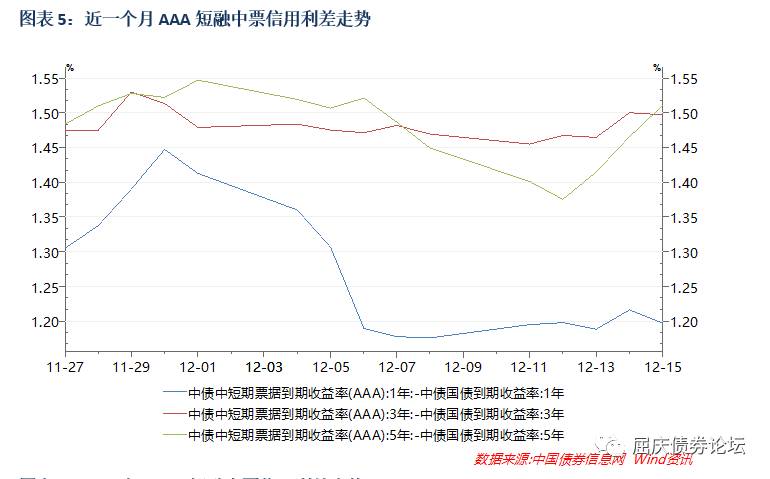 图表 5：近一个月 AAA 短融中票信用利差走势
% %
1.55 1.55
1.50 1.50
1.45 1.45
1.40 1.40
1.35 1.35
1.30 1.30
1.25 1.25
1.20 1.20
11-27 11-29 12-01 12-03 12-05 12-07 12-09 12-11 12-13 12-15
中债中短期票据到期收益率(AAA):1年:-中债国债到期收益率:1年
中债中短期票据到期收益率(AAA):3年:-中债国债到期收益率:3年
中债中短期票据到期收益率(AAA):5年:-中债国债到期收益率:5年
屈庆债券论坛
数据来源:中国债券信息网 Wind资讯